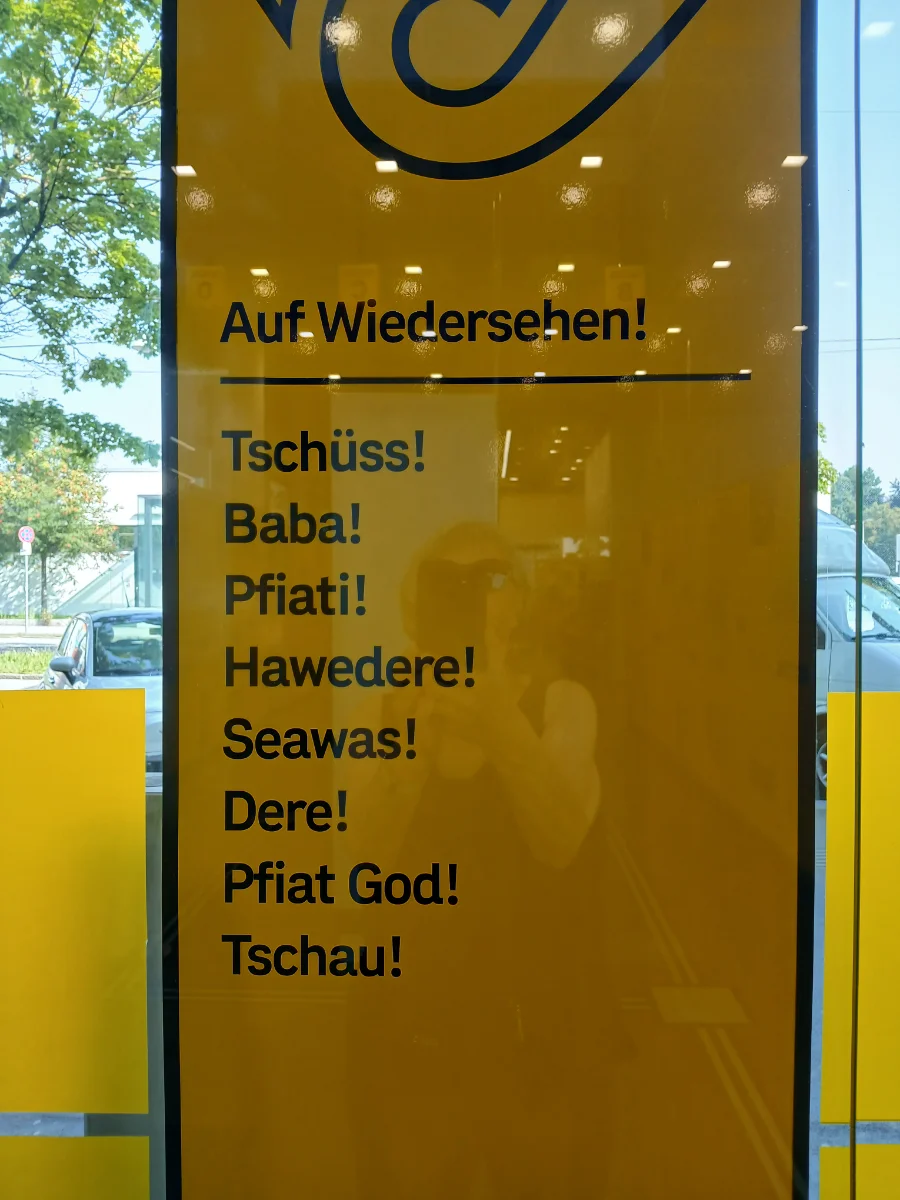 Auf Wiedersehen!
Tschüss!
Baba!
Pfiati!
Hawedere!
Seawas!
Dere!
Pfiat God!
Tschau!